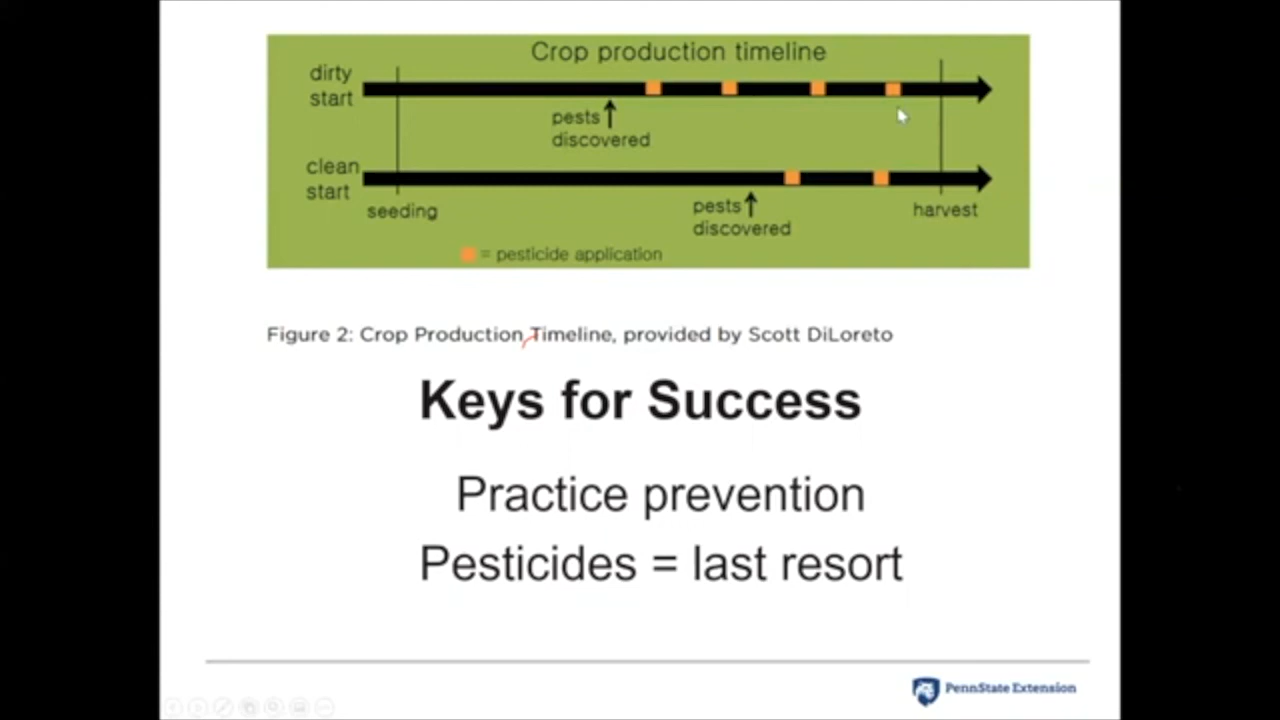 Crop production timeline
dirty
start
pests
discovered
clean
start
seeding
pests
discovered
harvest
= pesticide application
Figure 2: Crop Production Timeline, provided by Scott DiLoreto
Keys for Success
Practice prevention
Pesticides = last resort
PennState Extension